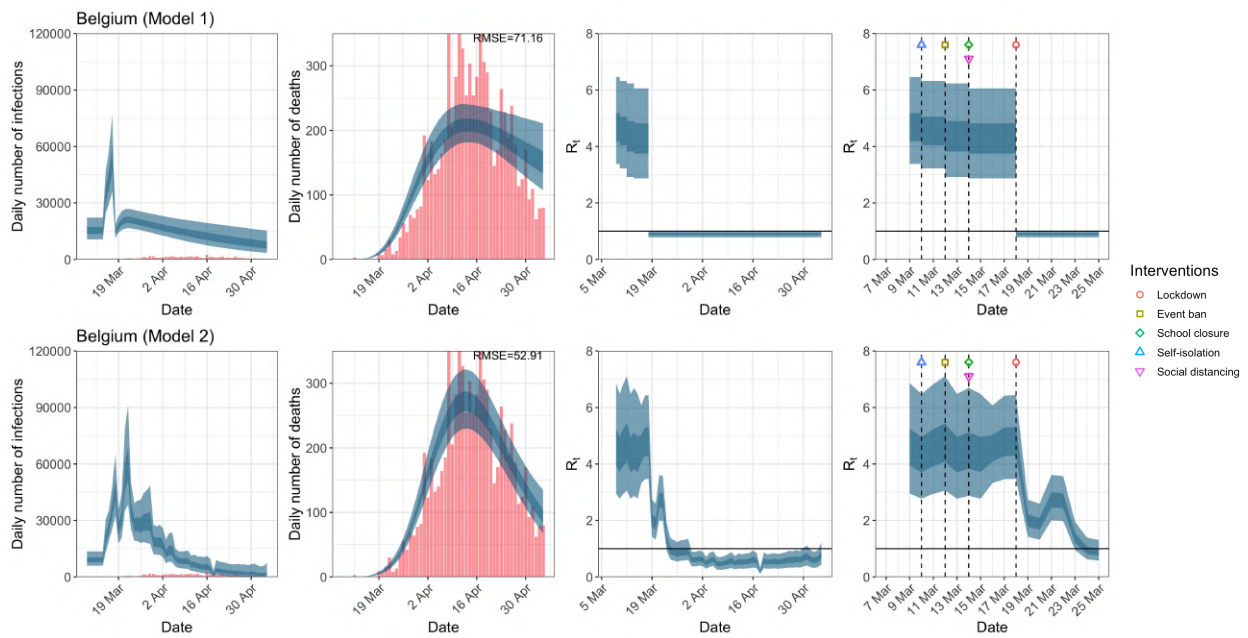 Belgium (Model 1)
Daily number of infections
120000
90000
60000
30000
0
19 Mar
2 Apr
16 Apr
30 Apr
Date
Daily number of deaths
RMSE=71.16
300
200
100
0
19 Mar
2 Apr
16 Apr
30 Apr
Date
Rt
8
6
4
2
0
5 Mar
19 Mar
2 Apr
16 Apr
30 Apr
Date
Rt
8
6
4
2
0
7 Mar
9 Mar
11 Mar
13 Mar
15 Mar
17 Mar
19 Mar
21 Mar
23 Mar
25 Mar
Date
Belgium (Model 2)
Daily number of infections
120000
90000
60000
30000
0
19 Mar
2 Apr
16 Apr
30 Apr
Date
Daily number of deaths
RMSE=52.91
300
200
100
0
19 Mar
2 Apr
16 Apr
30 Apr
Date
Rt
8
6
4
2
0
5 Mar
19 Mar
2 Apr
16 Apr
30 Apr
Date
Rt
8
6
4
2
0
7 Mar
9 Mar
11 Mar
13 Mar
15 Mar
17 Mar
19 Mar
21 Mar
23 Mar
25 Mar
Date
Interventions
Lockdown
Event ban
School closure
Self-isolation
Social distancing